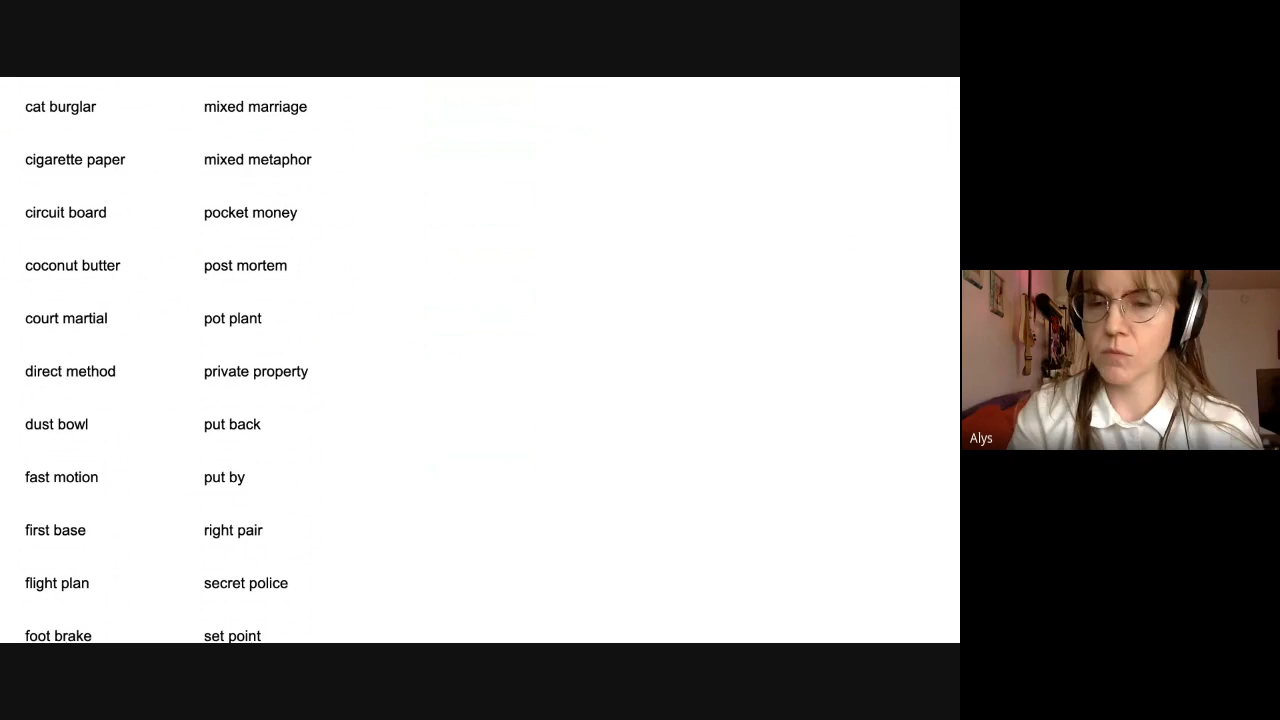 cat burglar
cigarette paper
circuit board
coconut butter
court martial
direct method
dust bowl
fast motion
first base
flight plan
foot brake
mixed marriage
mixed metaphor
pocket money
post mortem
pot plant
private property
put back
put by
right pair
secret police
set point
Alys